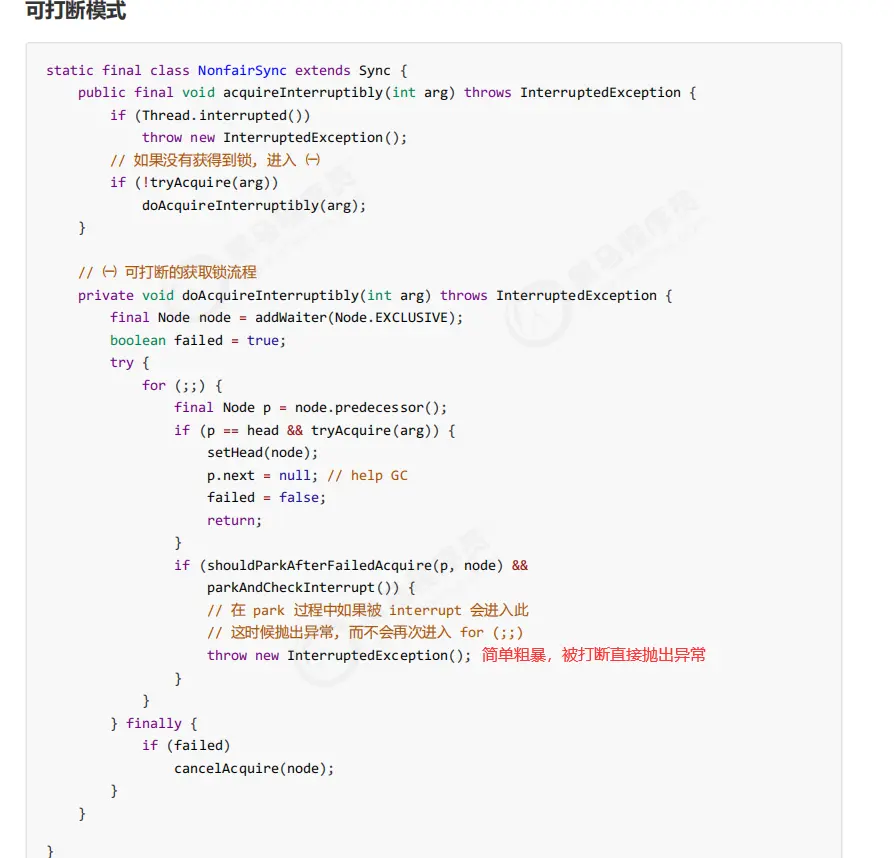 可打断模式
static final class NonfairSync extends Sync {
public final void acquireInterruptibly(int arg) throws InterruptedException {
if (Thread.interrupted())
throw new InterruptedException();
// 如果没有获得到锁, 进入 ㈠
if (!tryAcquire(arg))
doAcquireInterruptibly(arg);
}
// ㈠ 可打断的获取锁流程
private void doAcquireInterruptibly(int arg) throws InterruptedException {
final Node node = addWaiter(Node.EXCLUSIVE);
boolean failed = true;
try {
for (;;) {
final Node p = node.predecessor();
if (p == head && tryAcquire(arg)) {
setHead(node);
p.next = null; // help GC
failed = false;
return;
}
if (shouldParkAfterFailedAcquire(p, node) &&
parkAndCheckInterrupt()) {
// 在 park 过程中如果被 interrupt 会进入此
// 这时候抛出异常, 而不会再次进入 for (;;)
throw new InterruptedException(); 简单粗暴，被打断直接抛出异常
}
}
} finally {
if (failed)
cancelAcquire(node);
}
}
}